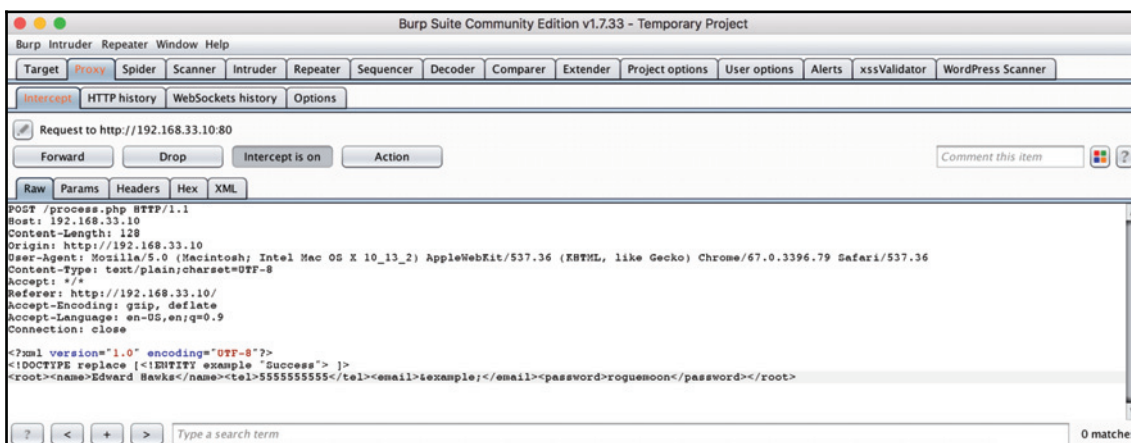 Burp Suite Community Edition v1.7.33 - Temporary Project
Burp Intruder Repeater Window Help
Target Proxy Spider Scanner Intruder Repeater Sequencer Decoder Comparer Extender Project options User options Alerts xssValidator WordPress Scanner
Intercept HTTP history WebSockets history Options
Request to http://192.168.33.10:80
Forward Drop Intercept is on Action Comment this item ?
Raw Params Headers Hex XML
POST /process.php HTTP/1.1
Host: 192.168.33.10
Content-Length: 128
Origin: http://192.168.33.10
User-Agent: Mozilla/5.0 (Macintosh; Intel Mac OS X 10_13_2) AppleWebKit/537.36 (KHTML, like Gecko) Chrome/67.0.3396.79 Safari/537.36
Content-Type: text/plain;charset=UTF-8
Accept: */*
Referer: http://192.168.33.10/
Accept-Encoding: gzip, deflate
Accept-Language: en-US,en;q=0.9
Connection: close
<?xml version="1.0" encoding="UTF-8"?>
<!DOCTYPE replace [<!ENTITY example "Success"> ]>
<root><name>Edward Hawks</name><tel>5555555555</tel><email>&example;</email><password>roguemoon</password></root>
? < + > Type a search term 0 matches